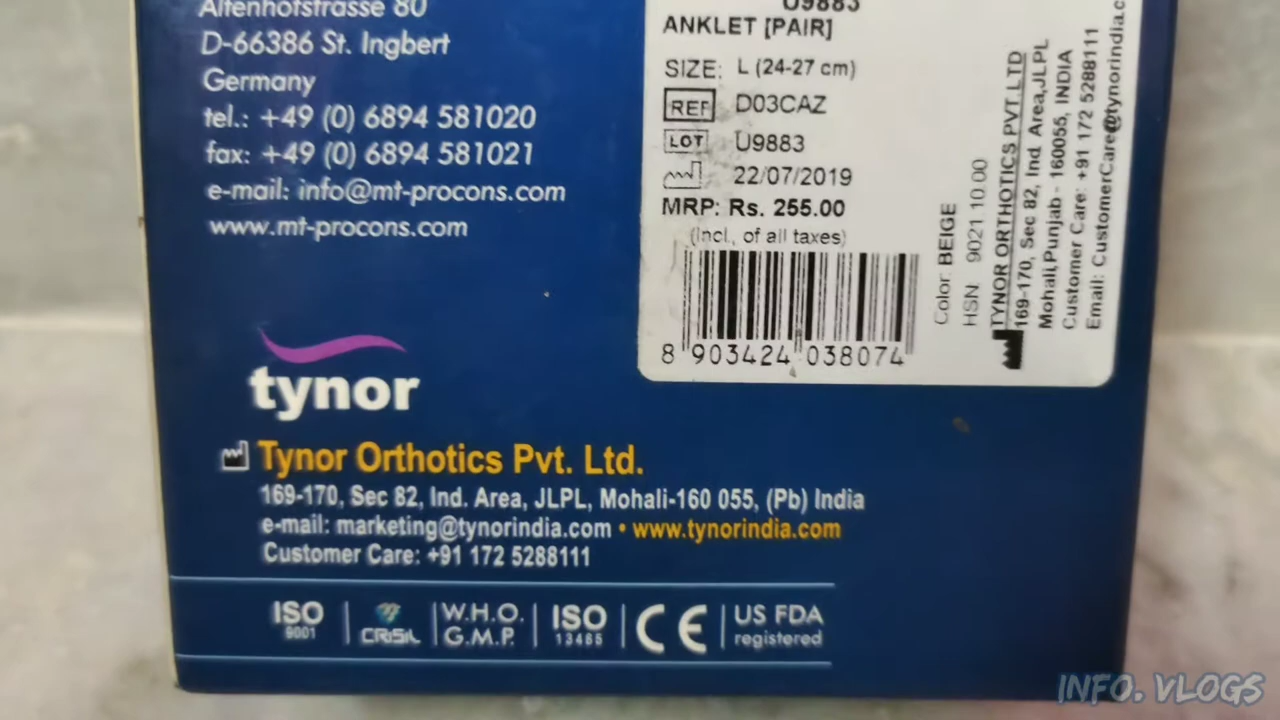 Altenhofstrasse 80
D-66386 St. Ingbert
Germany
tel.: +49 (0) 6894 581020
fax: +49 (0) 6894 581021
e-mail: info@mt-procons.com
www.mt-procons.com
U9883
ANKLET [PAIR]
SIZE: L (24-27 cm)
REF D03CAZ
LOT U9883
22/07/2019
MRP: Rs. 255.00
(Incl., of all taxes)
8 903424 038074
Color: BEIGE
HSN 9021.10.00
TYNOR ORTHOTICS PVT.LTD
169-170, Sec 82, Ind. Area,JLPL
Mohali,Punjab - 160055, INDIA
Customer Care: +91 172 5288111
Email: CustomerCare@tynorindia.c
tynor
Tynor Orthotics Pvt. Ltd.
169-170, Sec 82, Ind. Area, JLPL, Mohali-160 055, (Pb) India
e-mail: marketing@tynorindia.com • www.tynorindia.com
Customer Care: +91 172 5288111
ISO 9001 | CRISIL | W.H.O. G.M.P. | ISO 13485 | CE | US FDA registered
INFO. VLOGS